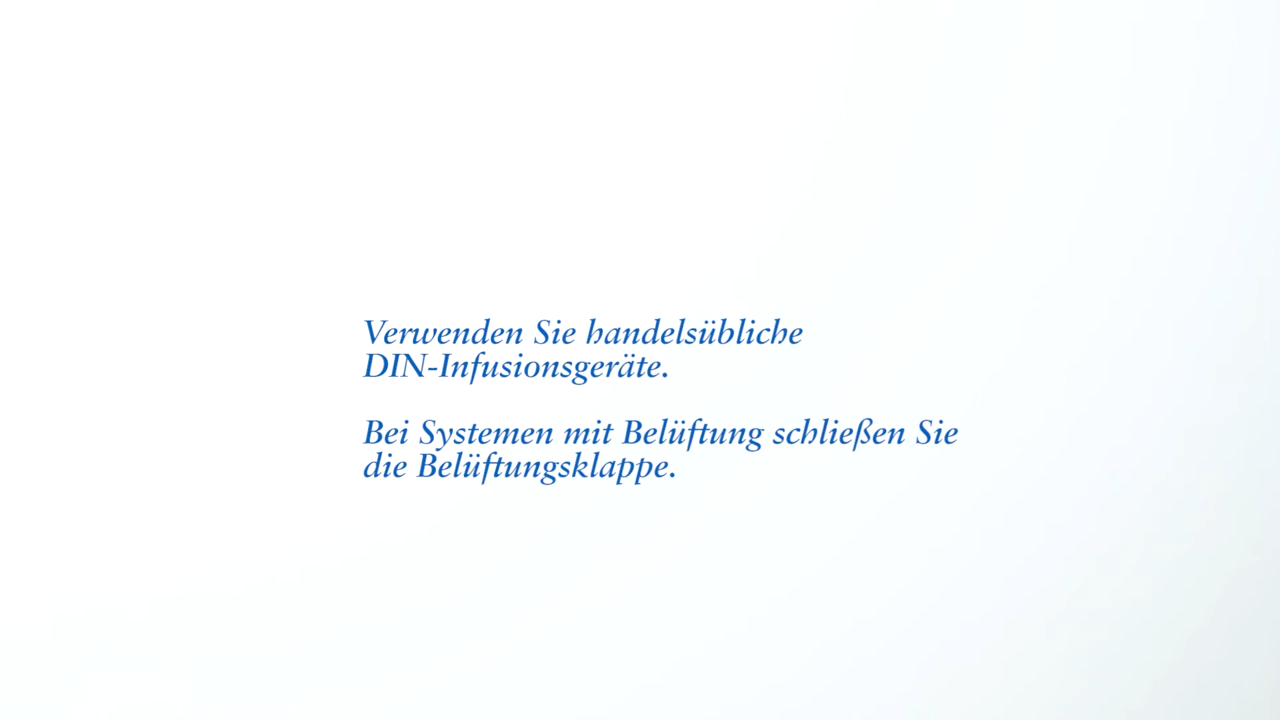 Verwenden Sie handelsübliche
DIN-Infusionsgeräte.
Bei Systemen mit Belüftung schließen Sie
die Belüftungsklappe.